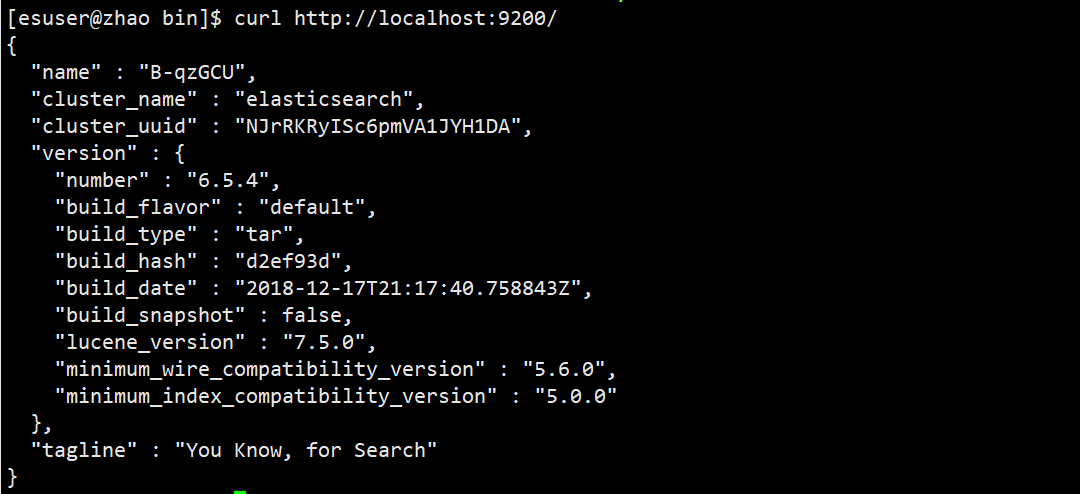 [esuser@zhao bin]$ curl http://localhost:9200/
{
  "name" : "B-qzGCU",
  "cluster_name" : "elasticsearch",
  "cluster_uuid" : "NJrRKRyISc6pmVA1JYH1DA",
  "version" : {
    "number" : "6.5.4",
    "build_flavor" : "default",
    "build_type" : "tar",
    "build_hash" : "d2ef93d",
    "build_date" : "2018-12-17T21:17:40.758843Z",
    "build_snapshot" : false,
    "lucene_version" : "7.5.0",
    "minimum_wire_compatibility_version" : "5.6.0",
    "minimum_index_compatibility_version" : "5.0.0"
  },
  "tagline" : "You Know, for Search"
}